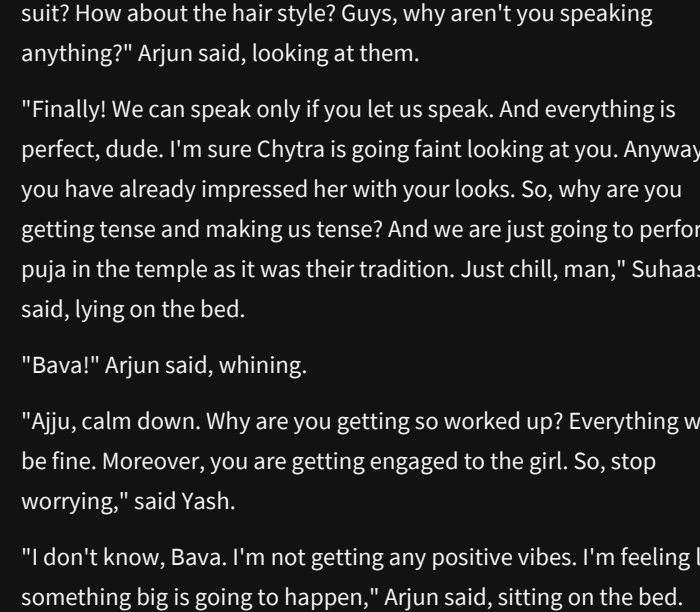 suit? How about the hair style? Guys, why aren't you speaking
anything?" Arjun said, looking at them.
"Finally! We can speak only if you let us speak. And everything is
perfect, dude. I'm sure Chytra is going faint looking at you. Anyway
you have already impressed her with your looks. So, why are you
getting tense and making us tense? And we are just going to perfor
puja in the temple as it was their tradition. Just chill, man," Suhaas
said, lying on the bed.
"Bava!" Arjun said, whining.
"Ajju, calm down. Why are you getting so worked up? Everything w
be fine. Moreover, you are getting engaged to the girl. So, stop
worrying," said Yash.
"I don't know, Bava. I'm not getting any positive vibes. I'm feeling l
something big is going to happen," Arjun said, sitting on the bed.